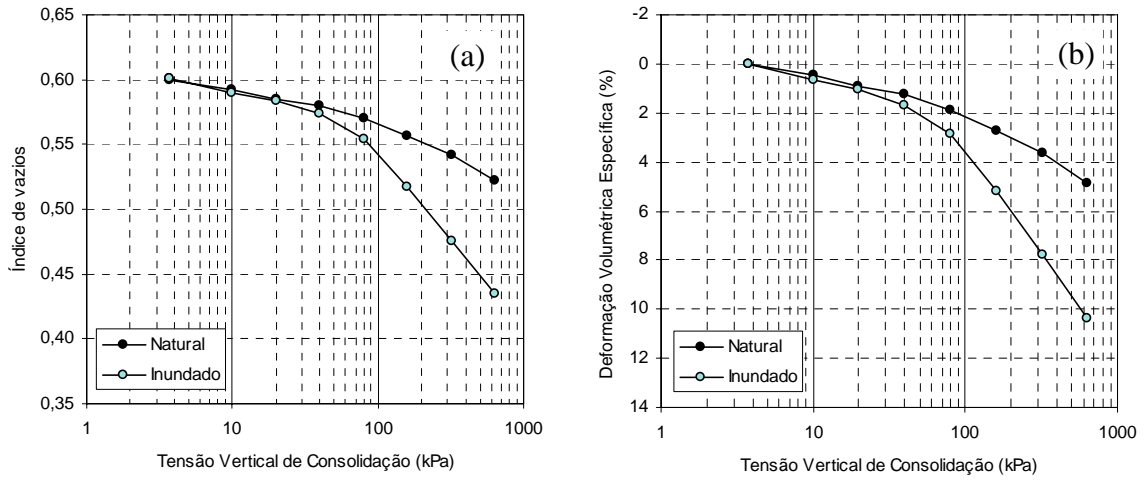 0,65
0,60
0,55
0,50
0,45
0,40
0,35
Índice de vazios
(a)
Natural
Inundado
1
10
100
1000
Tensão Vertical de Consolidação (kPa)
-2
0
2
4
6
8
10
12
14
Deformação Volumétrica Específica (%)
(b)
Natural
Inundado
1
10
100
1000
Tensão Vertical de Consolidação (kPa)